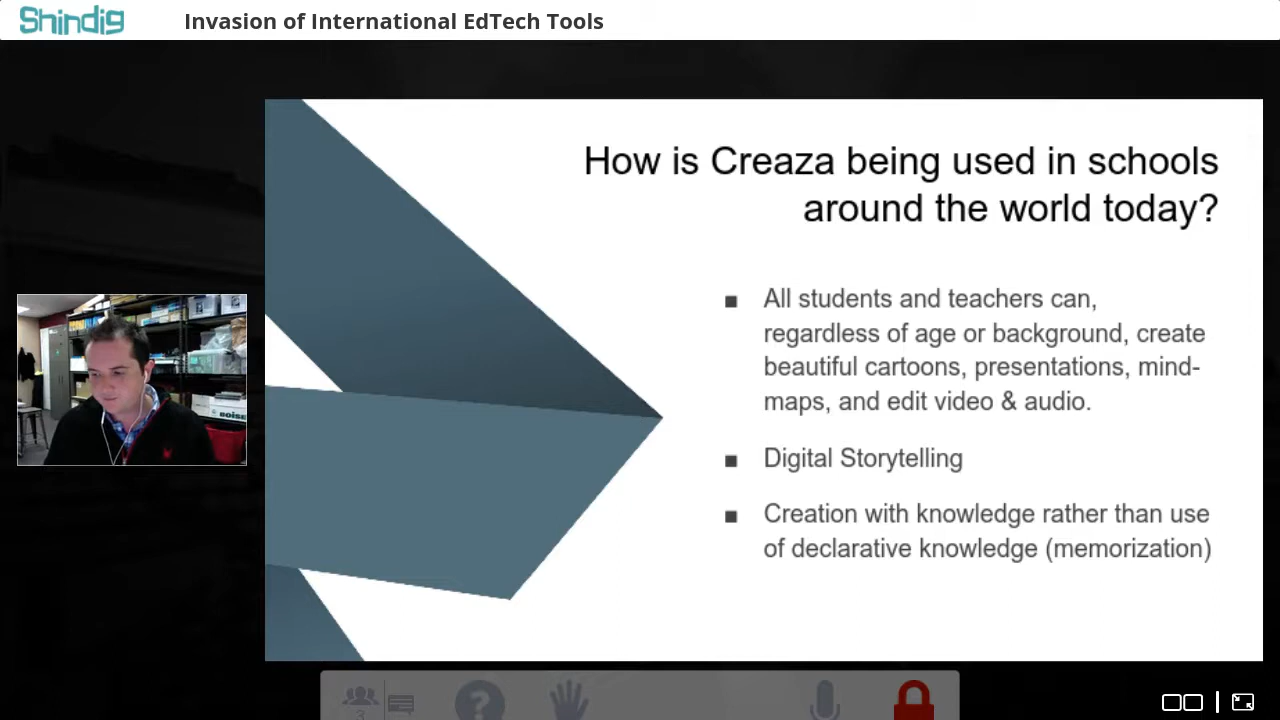 Shindig
Invasion of International EdTech Tools
How is Creaza being used in schools
around the world today?
■ All students and teachers can,
regardless of age or background, create
beautiful cartoons, presentations, mind-
maps, and edit video & audio.
■ Digital Storytelling
■ Creation with knowledge rather than use
of declarative knowledge (memorization)
?
3